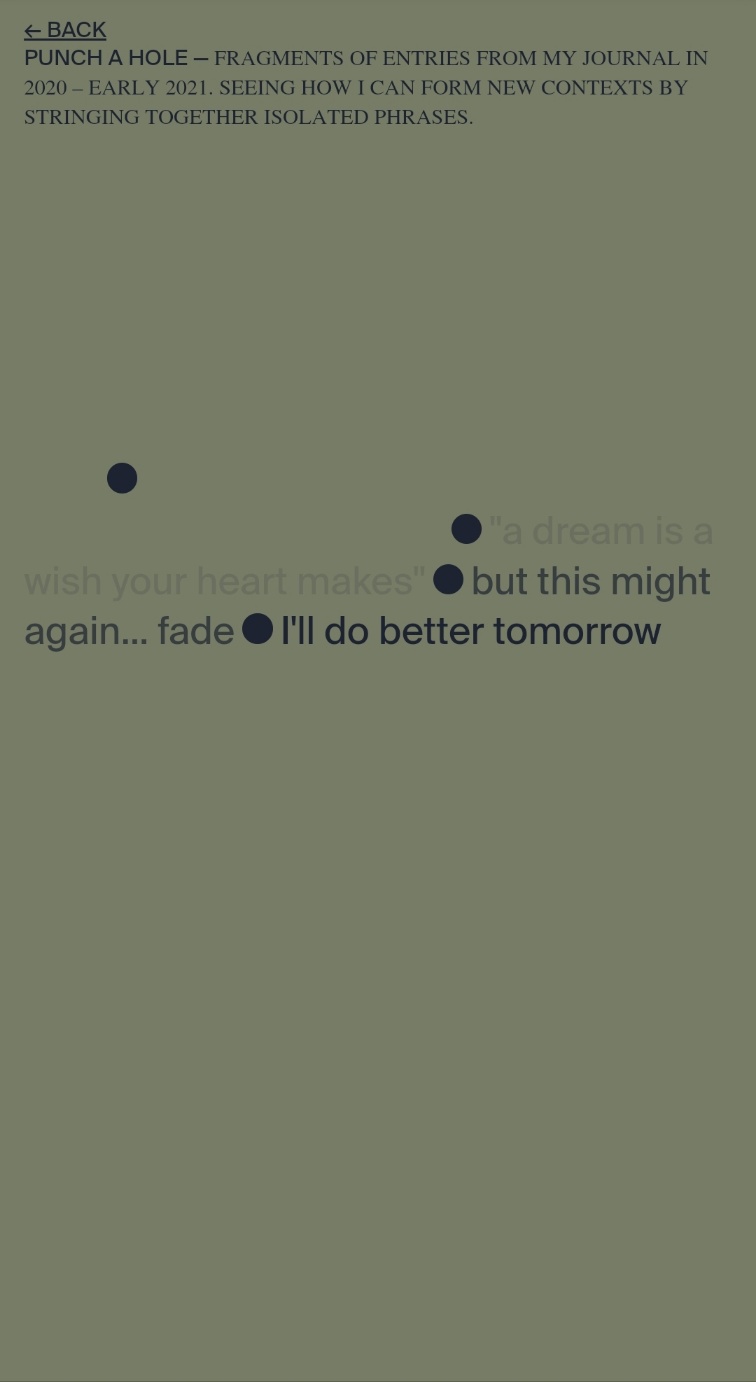 ← BACK
PUNCH A HOLE — FRAGMENTS OF ENTRIES FROM MY JOURNAL IN
2020 – EARLY 2021. SEEING HOW I CAN FORM NEW CONTEXTS BY
STRINGING TOGETHER ISOLATED PHRASES.
"a dream is a
wish your heart makes" but this might
again... fade I'll do better tomorrow